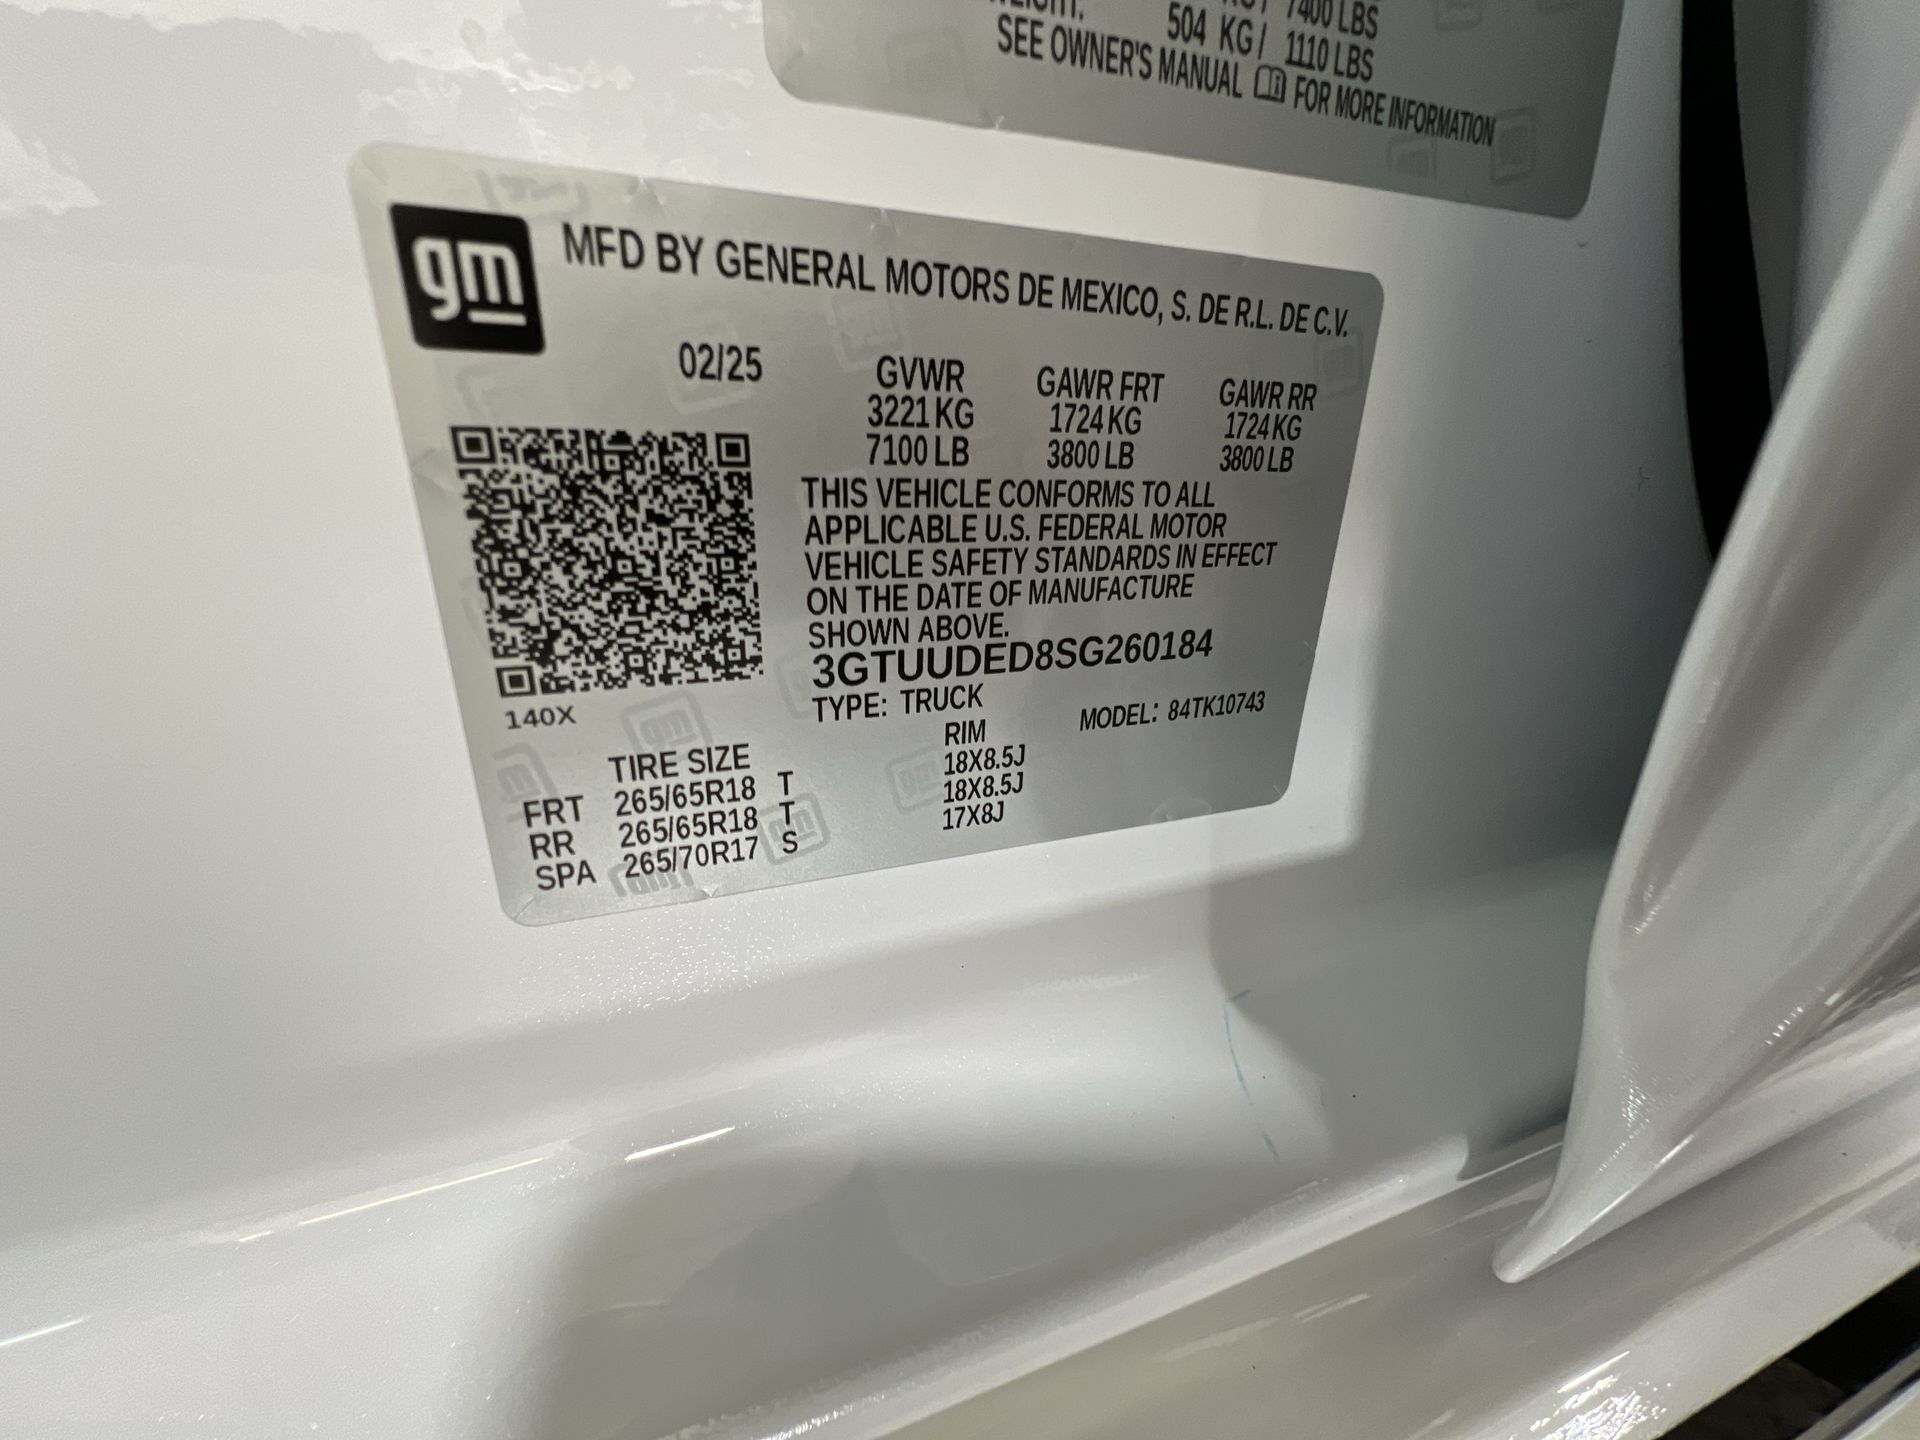 7400 LBS
504 KG / 1110 LBS
SEE OWNER'S MANUAL FOR MORE INFORMATION
gm
MFD BY GENERAL MOTORS DE MEXICO, S. DE R.L. DE C.V.
02/25 GVWR GAWR FRT GAWR RR
3221 KG 1724 KG 1724 KG
7100 LB 3800 LB 3800 LB
THIS VEHICLE CONFORMS TO ALL
APPLICABLE U.S. FEDERAL MOTOR
VEHICLE SAFETY STANDARDS IN EFFECT
ON THE DATE OF MANUFACTURE
SHOWN ABOVE.
3GTUUDED8SG260184
TYPE: TRUCK MODEL: 84TK10743
140X
TIRE SIZE RIM
FRT 265/65R18 T 18X8.5J
RR 265/65R18 T 18X8.5J
SPA 265/70R17 S 17X8J